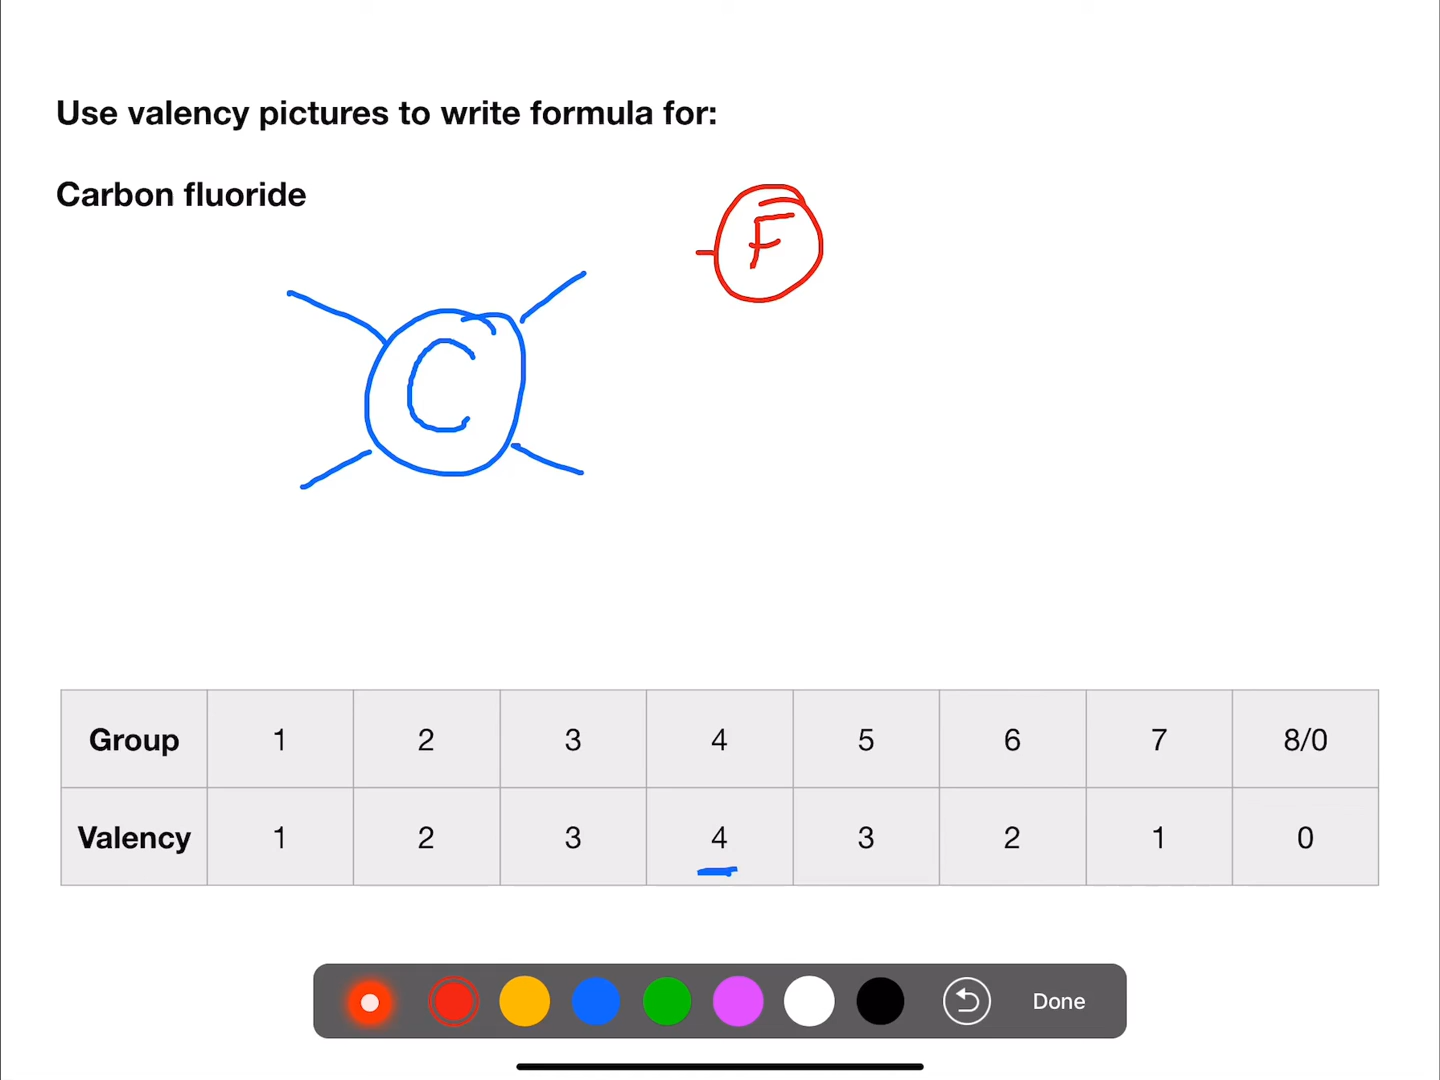 Use valency pictures to write formula for:
Carbon fluoride
F
C
Group 1 2 3 4 5 6 7 8/0
Valency 1 2 3 4 3 2 1 0
Done